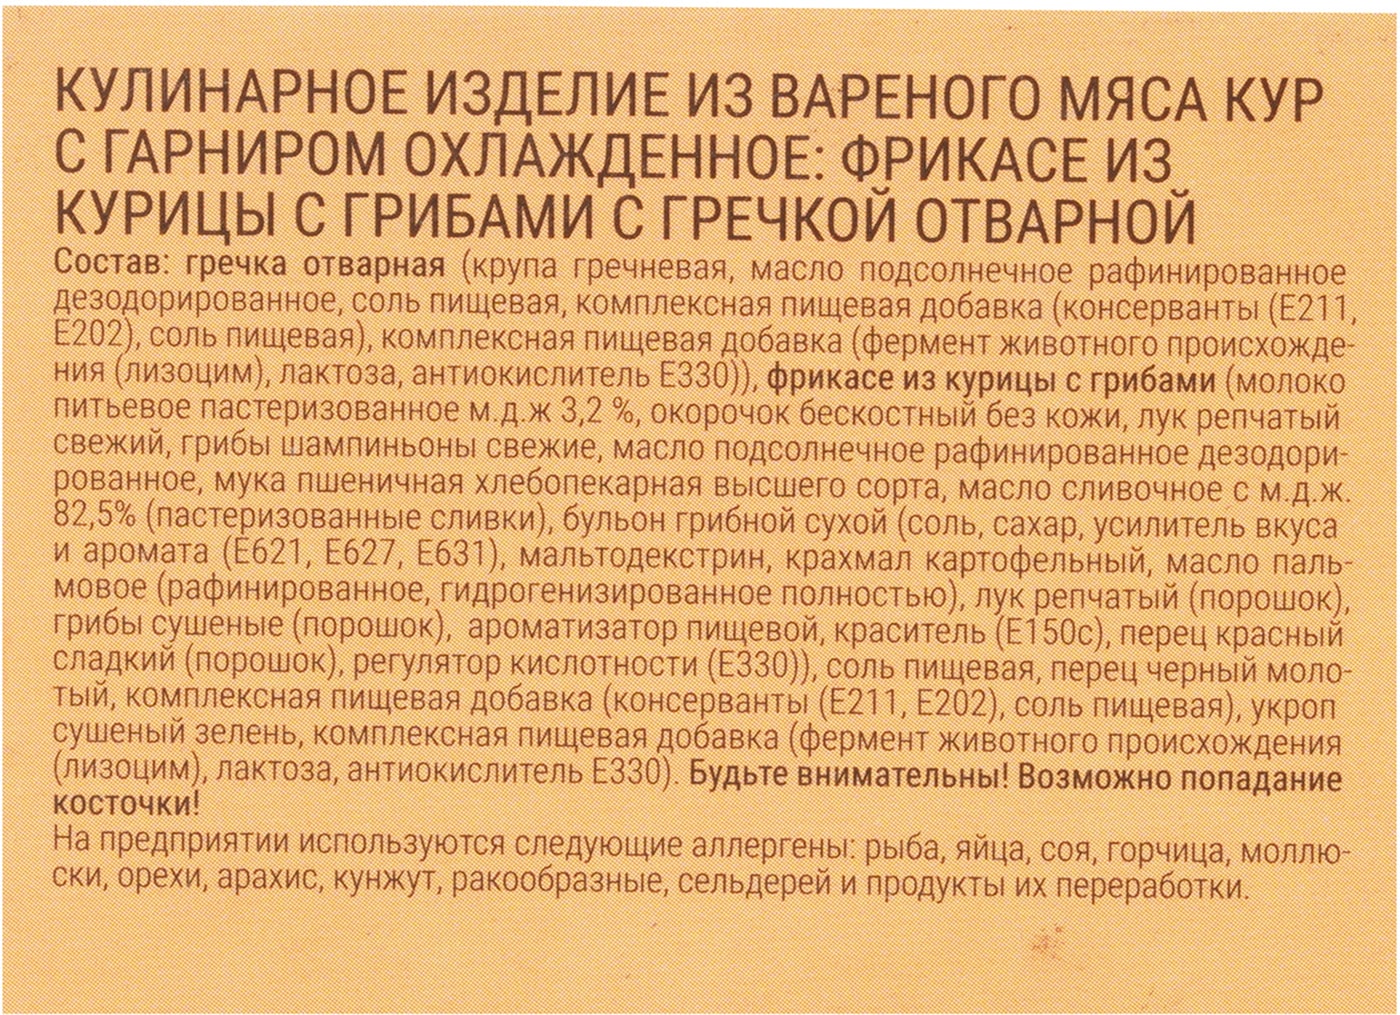 КУЛИНАРНОЕ ИЗДЕЛИЕ ИЗ ВАРЕНОГО МЯСА КУР
С ГАРНИРОМ ОХЛАЖДЕННОЕ: ФРИКАСЕ ИЗ
КУРИЦЫ С ГРИБАМИ С ГРЕЧКОЙ ОТВАРНОЙ
Состав: гречка отварная (крупа гречневая, масло подсолнечное рафинированное
дезодорированное, соль пищевая, комплексная пищевая добавка (консерванты (Е211,
Е202), соль пищевая), комплексная пищевая добавка (фермент животного происхожде-
ния (лизоцим), лактоза, антиокислитель Е330)), фрикасе из курицы с грибами (молоко
питьевое пастеризованное м.д.ж 3,2 %, окорочок бескостный без кожи, лук репчатый
свежий, грибы шампиньоны свежие, масло подсолнечное рафинированное дезодори-
рованное, мука пшеничная хлебопекарная высшего сорта, масло сливочное с м.д.ж.
82,5% (пастеризованные сливки), бульон грибной сухой (соль, сахар, усилитель вкуса
и аромата (Е621, Е627, Е631), мальтодекстрин, крахмал картофельный, масло паль-
мовое (рафинированное, гидрогенизированное полностью), лук репчатый (порошок),
грибы сушеные (порошок), ароматизатор пищевой, краситель (Е150с), перец красный
сладкий (порошок), регулятор кислотности (Е330)), соль пищевая, перец черный моло-
тый, комплексная пищевая добавка (консерванты (Е211, Е202), соль пищевая), укроп
сушеный зелень, комплексная пищевая добавка (фермент животного происхождения
(лизоцим), лактоза, антиокислитель Е330). Будьте внимательны! Возможно попадание
косточки!
На предприятии используются следующие аллергены: рыба, яйца, соя, горчица, моллю-
ски, орехи, арахис, кунжут, ракообразные, сельдерей и продукты их переработки.